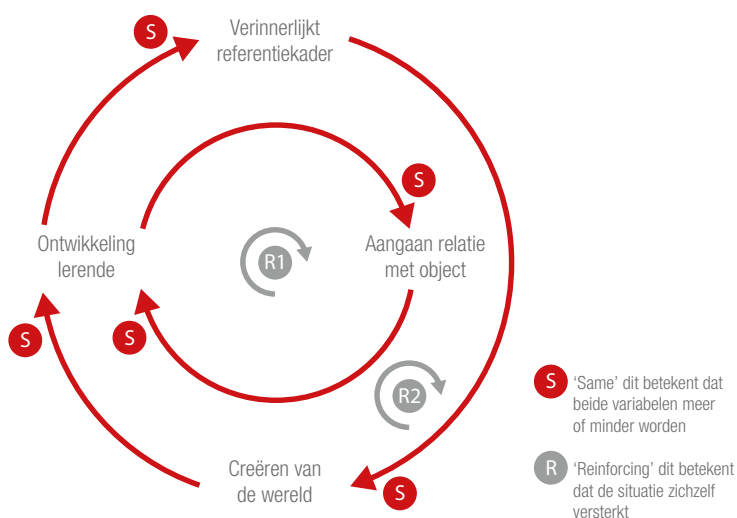 S
Verinnerlijkt
referentiekader
S
Ontwikkeling
lerende
R1
Aangaan relatie
met object
S
S
R2
Creëren van
de wereld
S
S
'Same' dit betekent dat
beide variabelen meer
of minder worden
R
'Reinforcing' dit betekent
dat de situatie zichzelf
versterkt